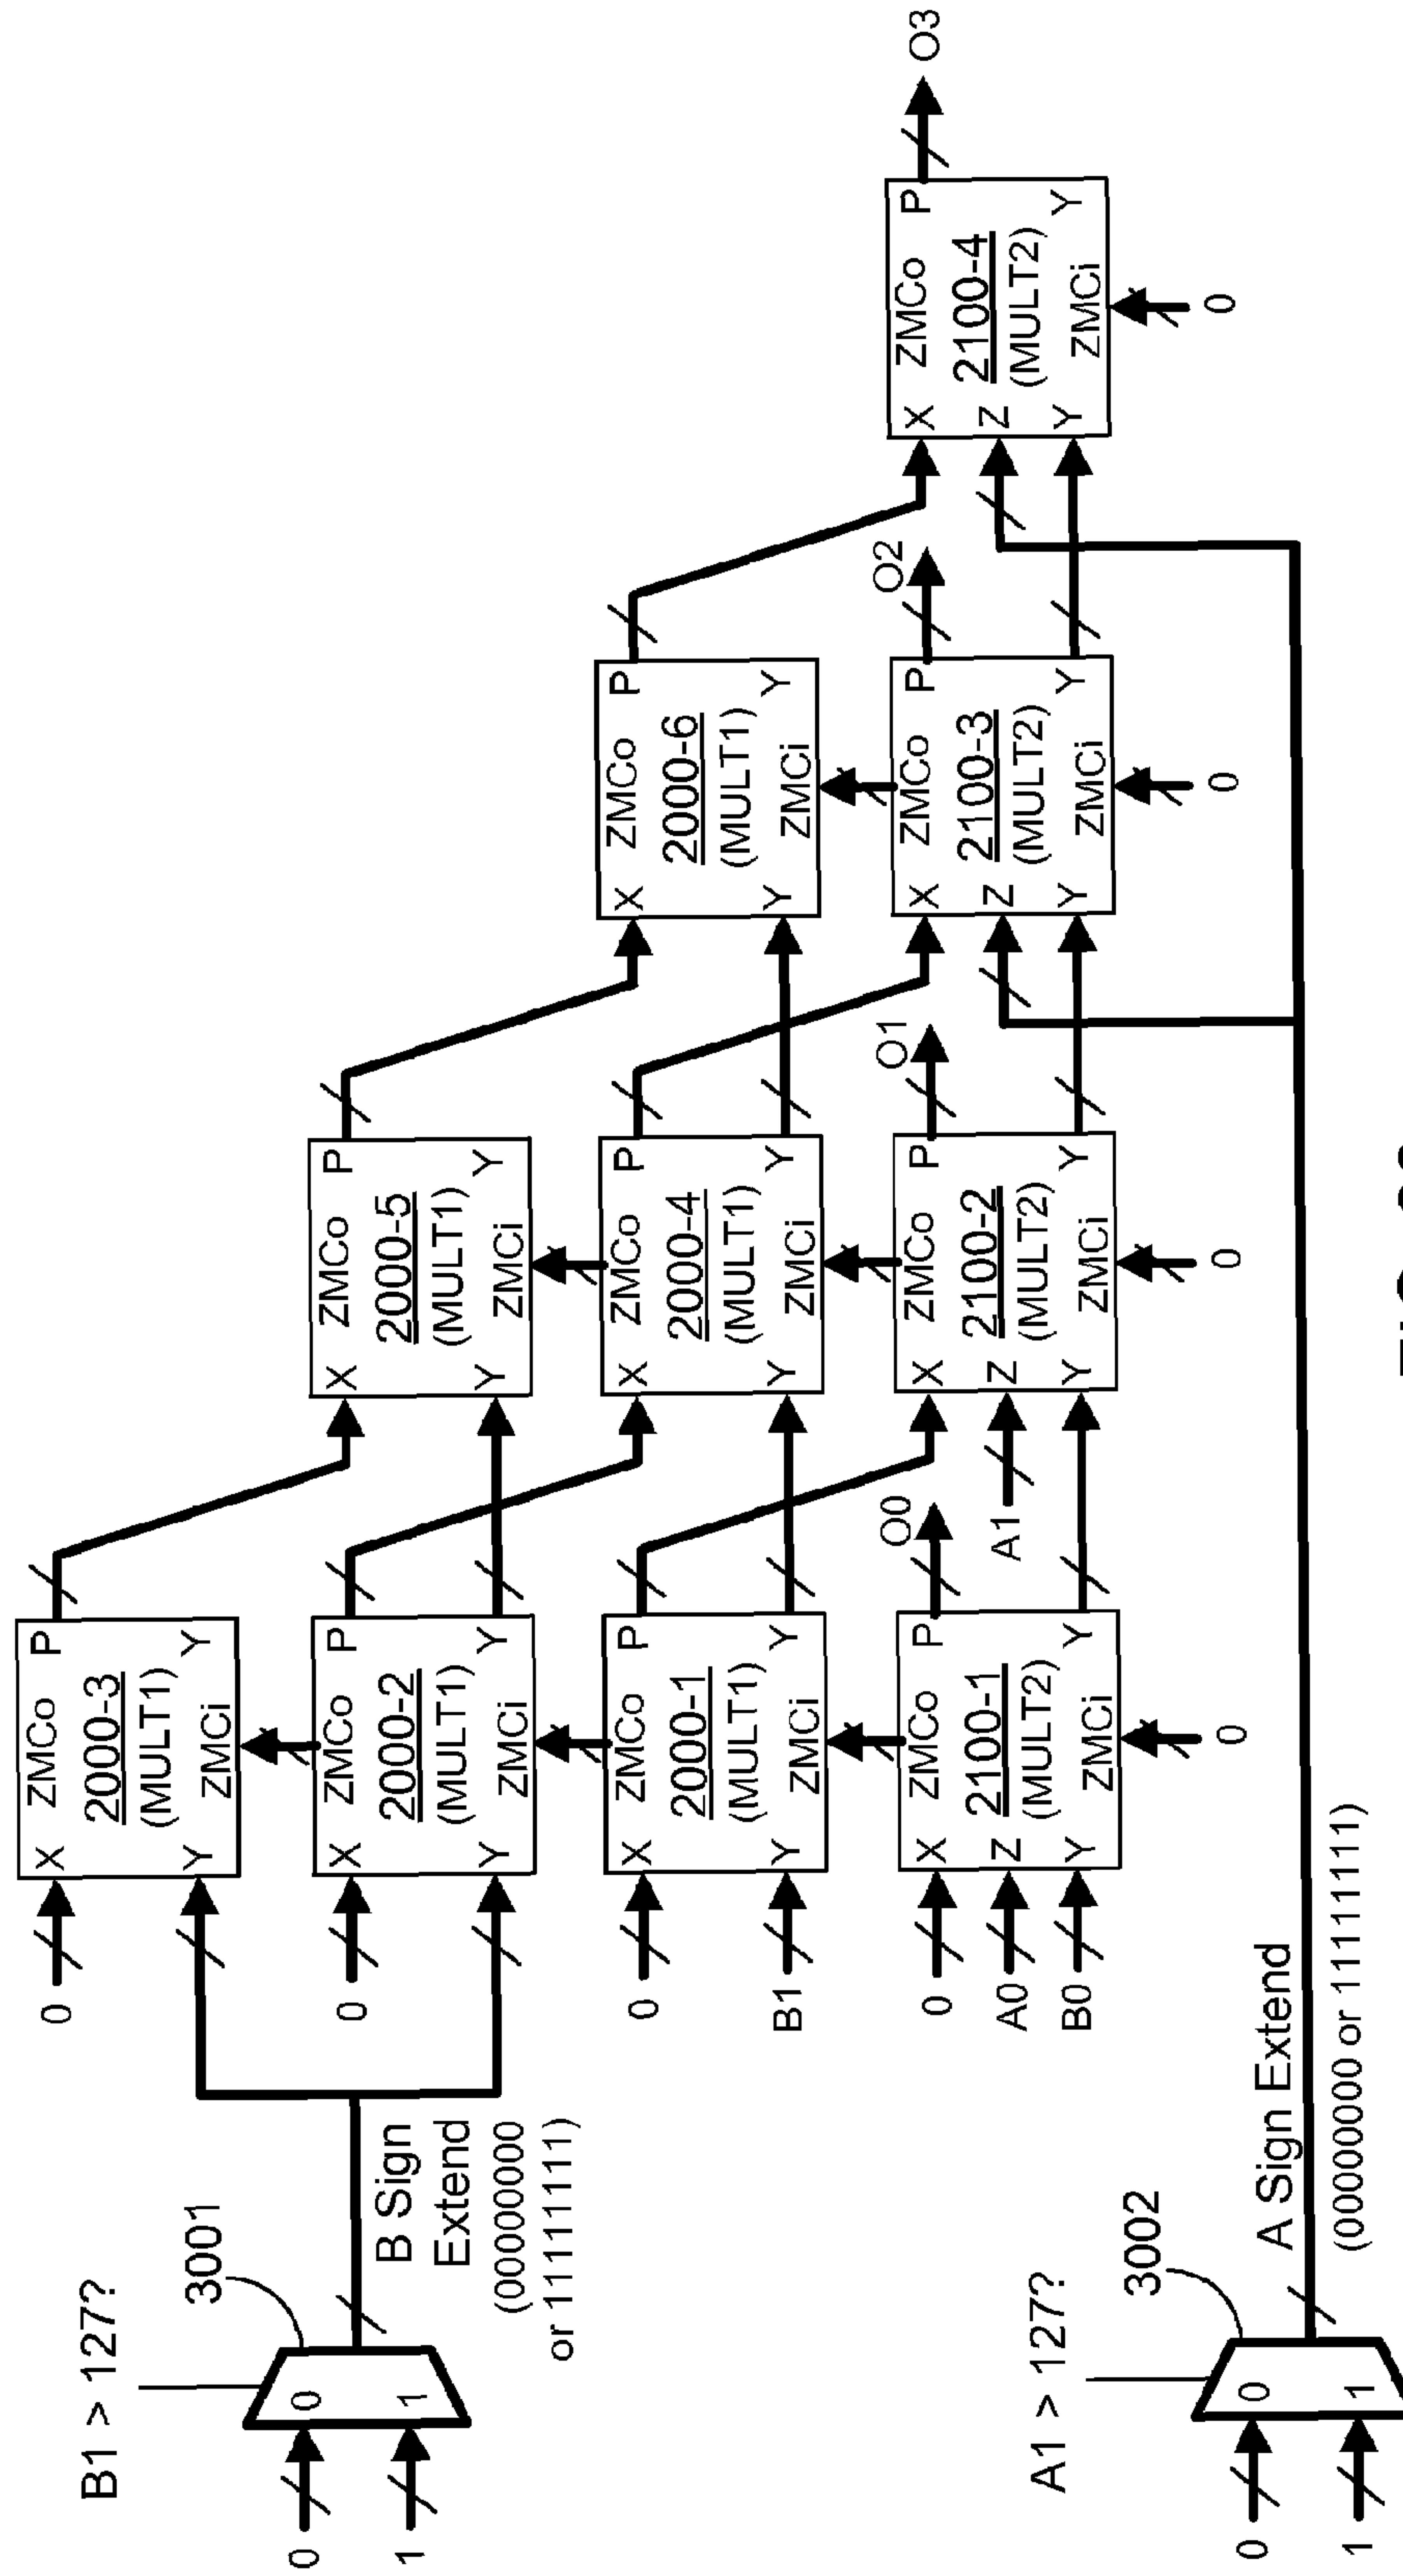 B1 > 127?
3001
0
1
0
1
B Sign
Extend
(00000000
or 11111111)
0
X ZMCo P
2000-3
(MULT1)
Y ZMCi Y
0
X ZMCo P
2000-2
(MULT1)
Y ZMCi Y
X ZMCo P
2000-5
(MULT1)
Y ZMCi Y
0
B1
X ZMCo P
2000-1
(MULT1)
Y ZMCi Y
X ZMCo P
2000-4
(MULT1)
Y ZMCi Y
X ZMCo P
2000-6
(MULT1)
Y ZMCi Y
0
A0
B0
X ZMCo P
Z 2100-1
(MULT2)
Y ZMCi Y
0
O0
A1
X ZMCo P
Z 2100-2
(MULT2)
Y ZMCi Y
0
O1
X ZMCo P
Z 2100-3
(MULT2)
Y ZMCi Y
0
O2
X ZMCo P
Z 2100-4
(MULT2)
Y ZMCi Y
0
O3
A1 > 127?
3002
0
1
0
1
A Sign Extend
(00000000 or 11111111)